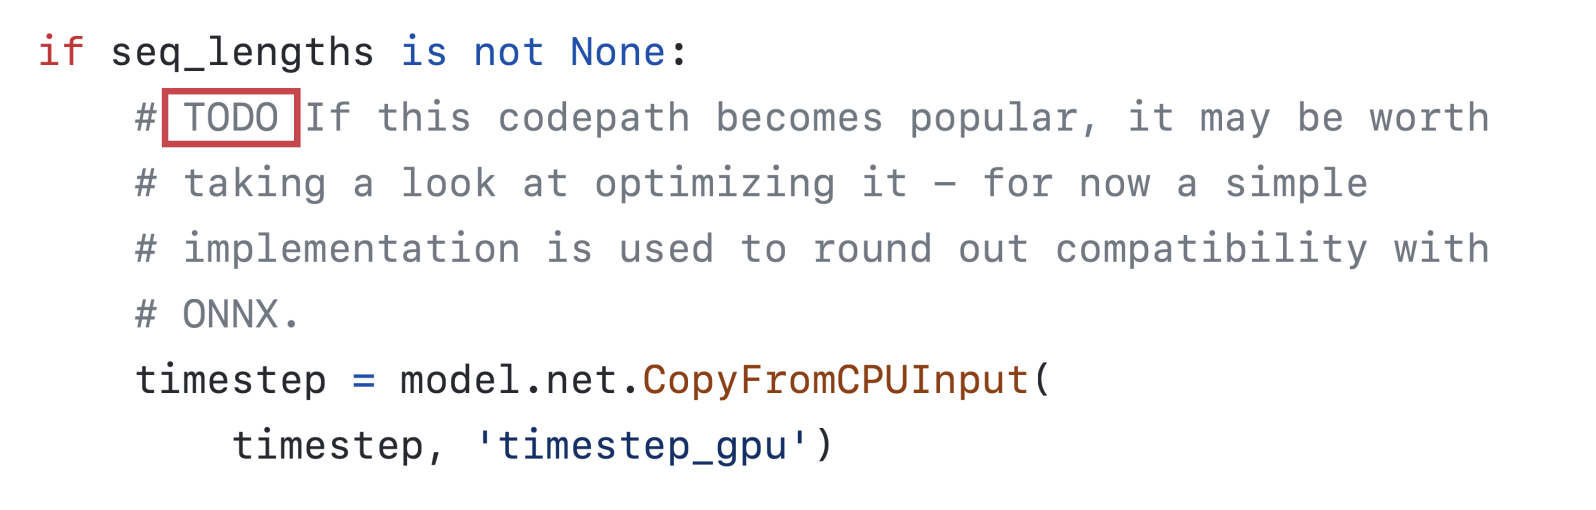 if seq_lengths is not None:
# TODO If this codepath becomes popular, it may be worth
# taking a look at optimizing it – for now a simple
# implementation is used to round out compatibility with
# ONNX.
timestep = model.net.CopyFromCPUInput(
timestep, 'timestep_gpu')